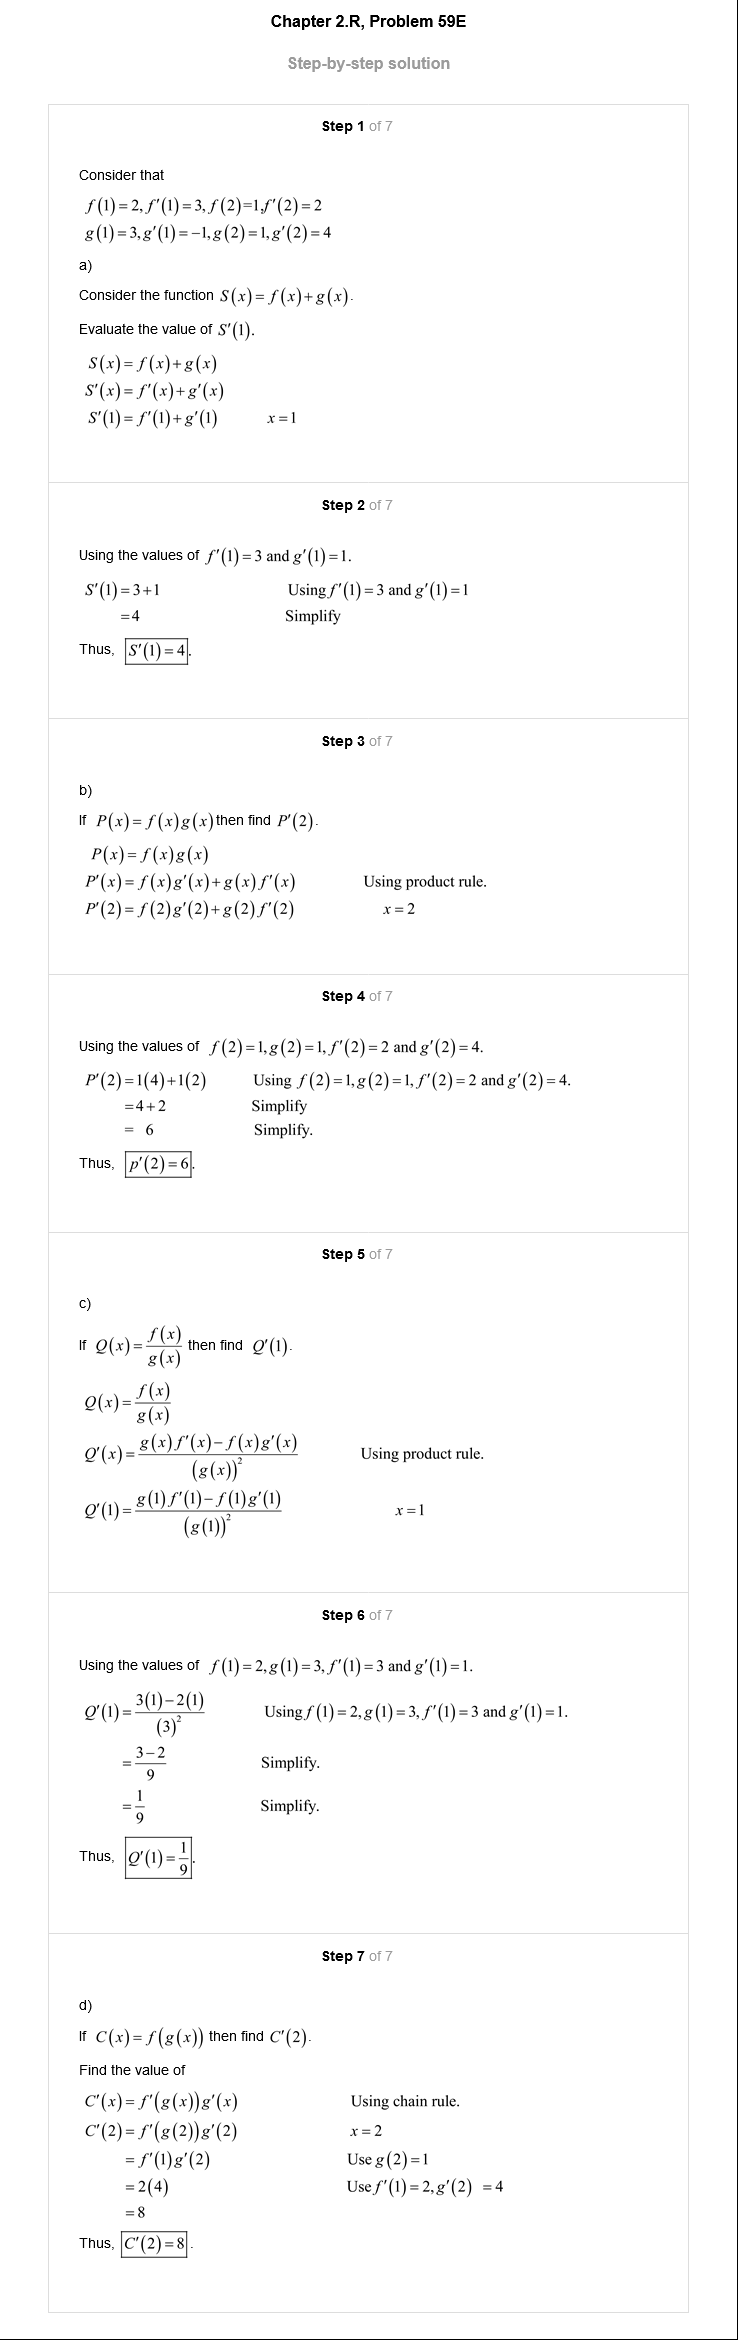 Chapter 2.R, Problem 59E
Step-by-step solution
Step 1 of 7
Consider that
f(1)=2, f′(1)=3, f(2)=1,f′(2)=2
g(1)=3,g′(1)=−1,g(2)=1,g′(2)=4
a)
Consider the function S(x)=f(x)+g(x).
Evaluate the value of S′(1).
S(x)=f(x)+g(x)
S′(x)=f′(x)+g′(x)
S′(1)=f′(1)+g′(1) x=1
Step 2 of 7
Using the values of f′(1)=3 and g′(1)=1.
S′(1)=3+1 Using f′(1)=3 and g′(1)=1
=4 Simplify
Thus, S′(1)=4.
Step 3 of 7
b)
If P(x)=f(x)g(x) then find P′(2).
P(x)=f(x)g(x)
P′(x)=f(x)g′(x)+g(x)f′(x) Using product rule.
P′(2)=f(2)g′(2)+g(2)f′(2) x=2
Step 4 of 7
Using the values of f(2)=1,g(2)=1,f′(2)=2 and g′(2)=4.
P′(2)=1(4)+1(2) Using f(2)=1,g(2)=1,f′(2)=2 and g′(2)=4.
=4+2 Simplify
= 6 Simplify.
Thus, p′(2)=6.
Step 5 of 7
c)
If Q(x)=f(x)/g(x) then find Q′(1).
Q(x)=f(x)/g(x)
Q′(x)=(g(x)f′(x)−f(x)g′(x))/(g(x))² Using product rule.
Q′(1)=(g(1)f′(1)−f(1)g′(1))/(g(1))² x=1
Step 6 of 7
Using the values of f(1)=2,g(1)=3,f′(1)=3 and g′(1)=1.
Q′(1)=(3(1)−2(1))/(3)² Using f(1)=2,g(1)=3,f′(1)=3 and g′(1)=1.
=(3−2)/9 Simplify.
=1/9 Simplify.
Thus, Q′(1)=1/9.
Step 7 of 7
d)
If C(x)=f(g(x)) then find C′(2).
Find the value of
C′(x)=f′(g(x))g′(x) Using chain rule.
C′(2)=f′(g(2))g′(2) x=2
=f′(1)g′(2) Use g(2)=1
=2(4) Use f′(1)=2,g′(2) =4
=8
Thus, C′(2)=8.